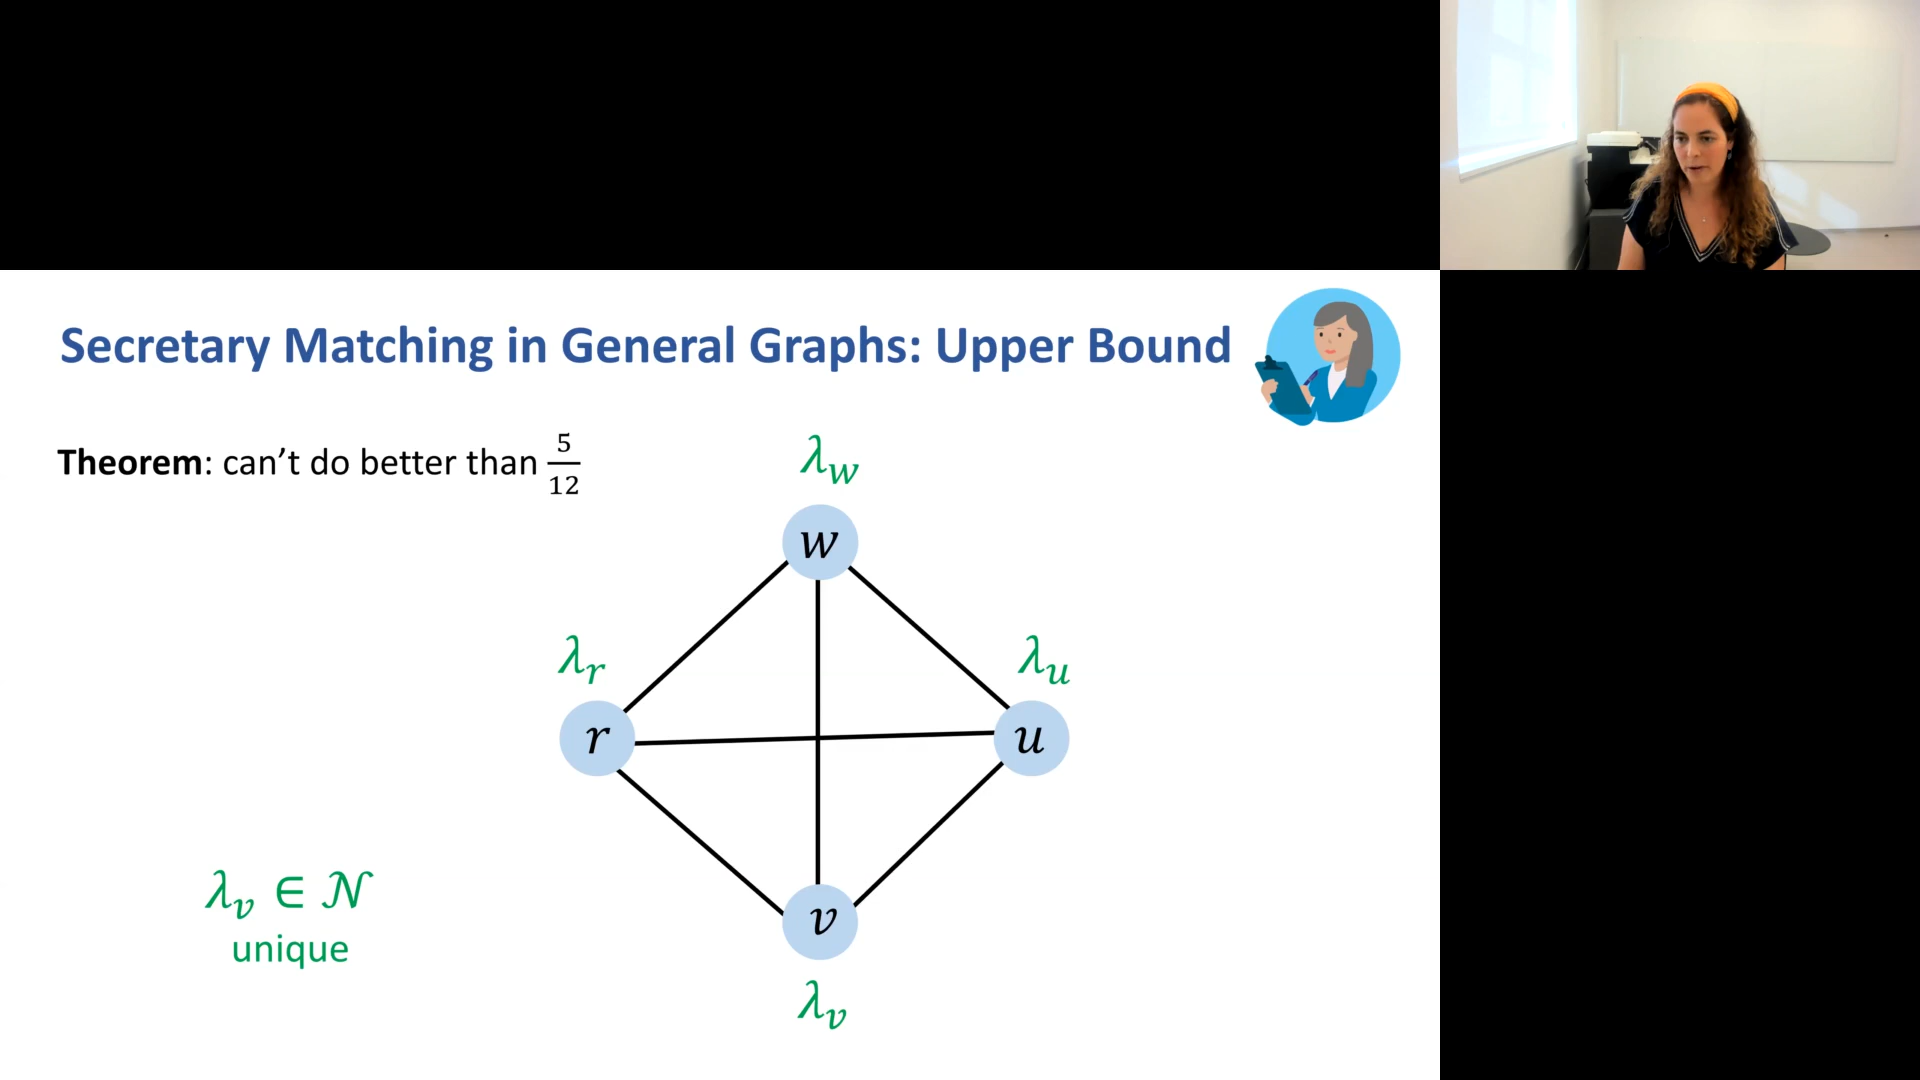 Secretary Matching in General Graphs: Upper Bound
Theorem: can't do better than 5/12
λ_w
w
λ_r
λ_u
r
u
λ_v ∈ 𝒩
unique
v
λ_v